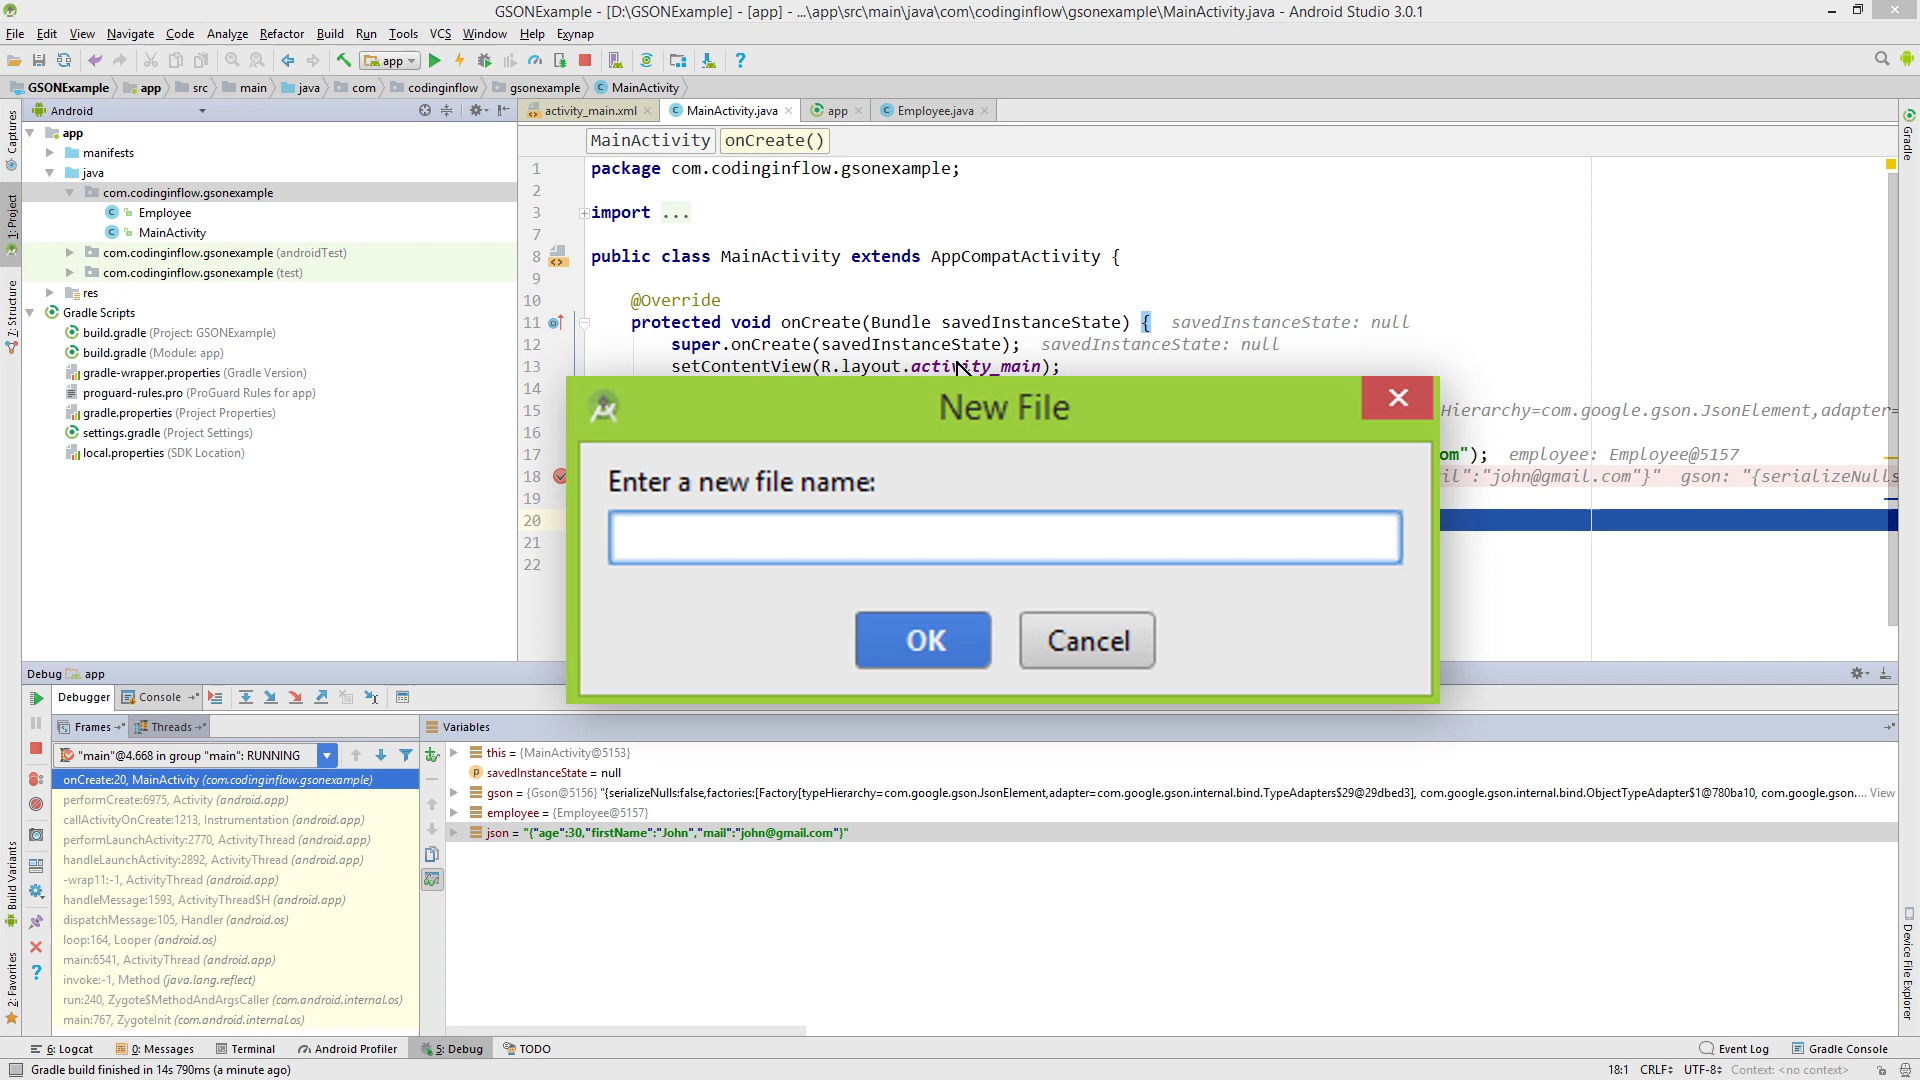 GSONExample - [D:\GSONExample] - [app] - ...\app\src\main\java\com\codinginflow\gsonexample\MainActivity.java - Android Studio 3.0.1
File Edit View Navigate Code Analyze Refactor Build Run Tools VCS Window Help Exynap
app
GSONExample app src main java com codinginflow gsonexample MainActivity
Android
activity_main.xml MainActivity.java app Employee.java
MainActivity onCreate()
Captures
1: Project
7: Structure
Build Variants
2: Favorites
Gradle
Device File Explorer
app
manifests
java
com.codinginflow.gsonexample
Employee
MainActivity
com.codinginflow.gsonexample (androidTest)
com.codinginflow.gsonexample (test)
res
Gradle Scripts
build.gradle (Project: GSONExample)
build.gradle (Module: app)
gradle-wrapper.properties (Gradle Version)
proguard-rules.pro (ProGuard Rules for app)
gradle.properties (Project Properties)
settings.gradle (Project Settings)
local.properties (SDK Location)
1 package com.codinginflow.gsonexample;
2
3 import ...
7
8 public class MainActivity extends AppCompatActivity {
9
10 @Override
11 protected void onCreate(Bundle savedInstanceState) { savedInstanceState: null
12 super.onCreate(savedInstanceState); savedInstanceState: null
13 setContentView(R.layout.activity_main);
14
15 Hierarchy=com.google.gson.JsonElement,adapter=
16
17 om"); employee: Employee@5157
18 il":"john@gmail.com"}" gson: "{serializeNulls
19
20
21
22
New File
Enter a new file name:
OK Cancel
Debug app
Debugger Console
Frames Threads
Variables
"main"@4.668 in group "main": RUNNING
onCreate:20, MainActivity (com.codinginflow.gsonexample)
performCreate:6975, Activity (android.app)
callActivityOnCreate:1213, Instrumentation (android.app)
performLaunchActivity:2770, ActivityThread (android.app)
handleLaunchActivity:2892, ActivityThread (android.app)
-wrap11:-1, ActivityThread (android.app)
handleMessage:1593, ActivityThread$H (android.app)
dispatchMessage:105, Handler (android.os)
loop:164, Looper (android.os)
main:6541, ActivityThread (android.app)
invoke:-1, Method (java.lang.reflect)
run:240, Zygote$MethodAndArgsCaller (com.android.internal.os)
main:767, ZygoteInit (com.android.internal.os)
this = {MainActivity@5153}
savedInstanceState = null
gson = {Gson@5156} "{serializeNulls:false,factories:[Factory[typeHierarchy=com.google.gson.JsonElement,adapter=com.google.gson.internal.bind.TypeAdapters$29@29dbed3], com.google.gson.internal.bind.ObjectTypeAdapter$1@780ba10, com.google.gson.... View
employee = {Employee@5157}
json = "{"age":30,"firstName":"John","mail":"john@gmail.com"}"
6: Logcat 0: Messages Terminal Android Profiler 5: Debug TODO Event Log Gradle Console
Gradle build finished in 14s 790ms (a minute ago) 18:1 CRLF UTF-8 Context: <no context>